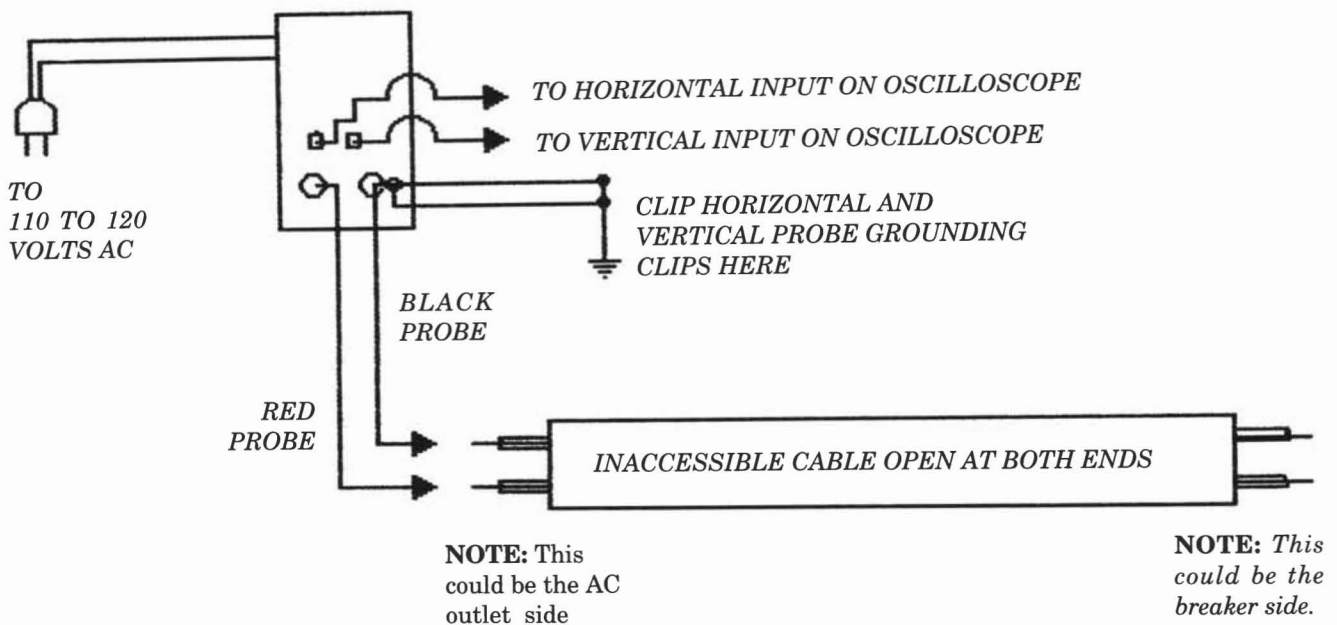 TO HORIZONTAL INPUT ON OSCILLOSCOPE
TO VERTICAL INPUT ON OSCILLOSCOPE
TO
110 TO 120
VOLTS AC
CLIP HORIZONTAL AND
VERTICAL PROBE GROUNDING
CLIPS HERE
BLACK
PROBE
RED
PROBE
INACCESSIBLE CABLE OPEN AT BOTH ENDS
NOTE: This
could be the AC
outlet side
NOTE: This
could be the
breaker side.